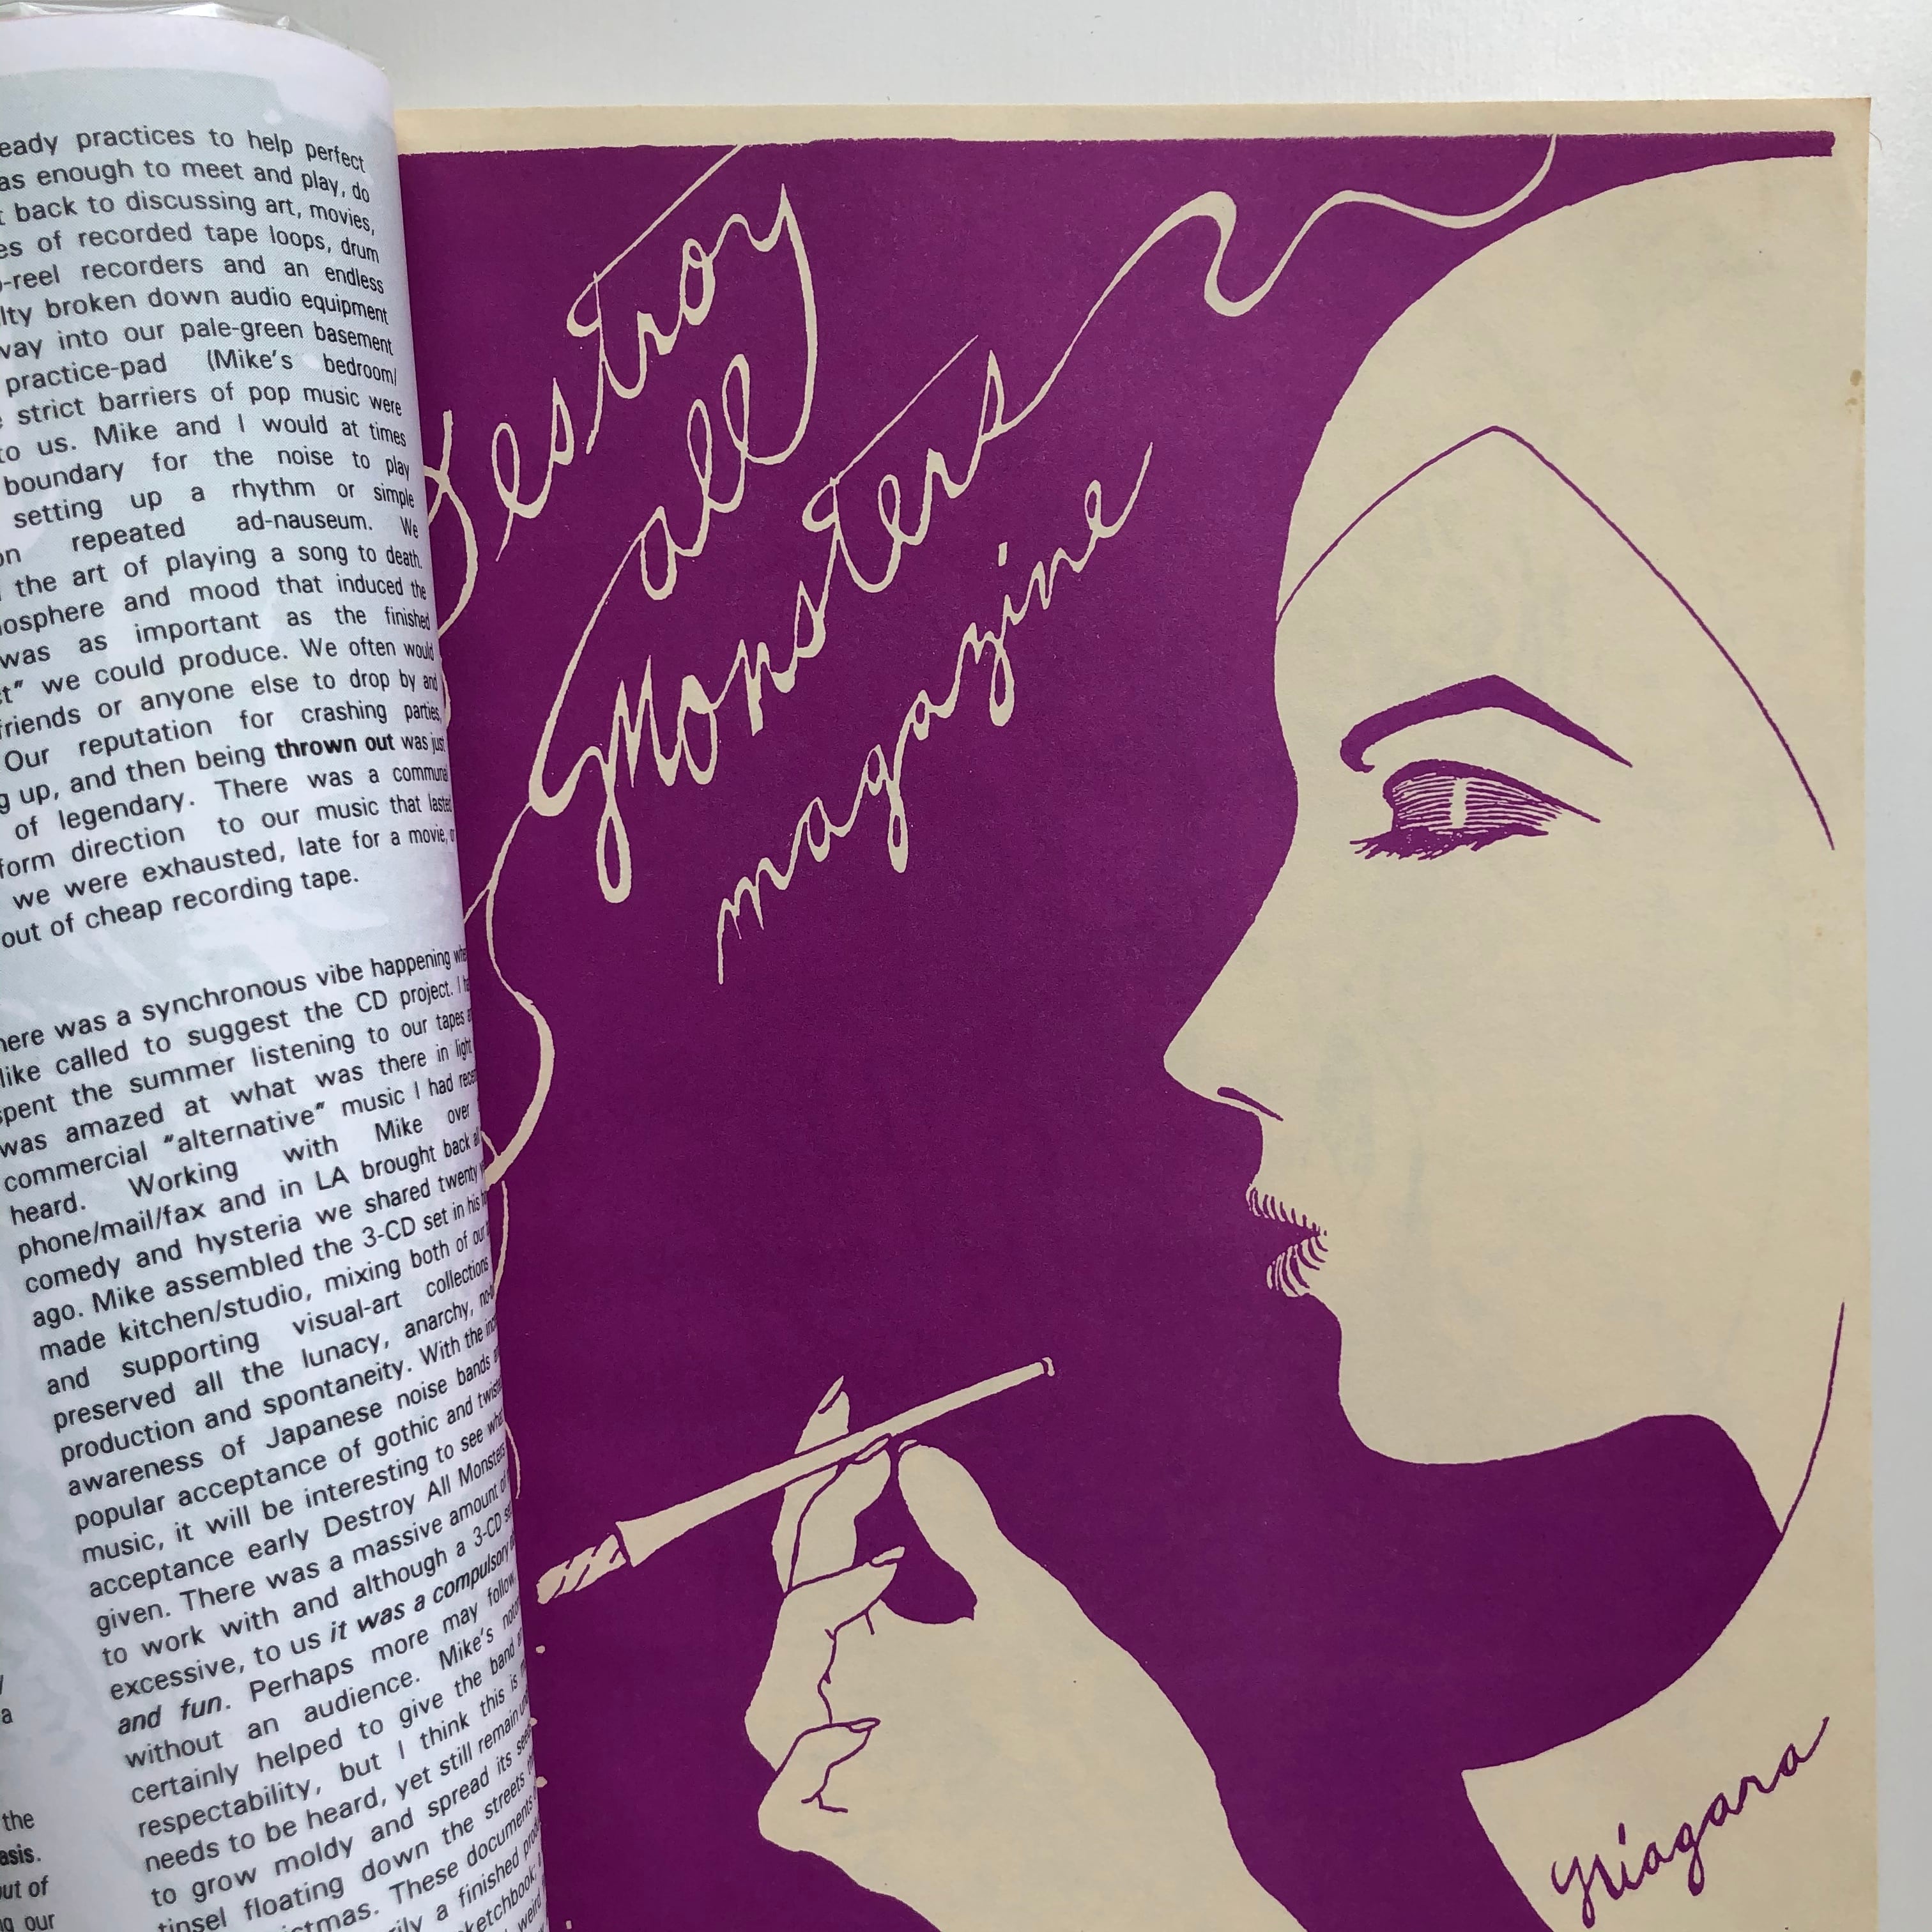 eady practices to help perfect
as enough to meet and play, do
back to discussing art, movies,
es of recorded tape loops, drum
-reel recorders and an endless
lty broken down audio equipment
way into our pale-green basement
practice-pad (Mike's bedroom/
strict barriers of pop music were
to us. Mike and I would at times
boundary for the noise to play
setting up a rhythm or simple
on repeated ad-nauseum. We
the art of playing a song to death.
osphere and mood that induced the
was as important as the finished
ct" we could produce. We often would
friends or anyone else to drop by and
Our reputation for crashing parties,
g up, and then being thrown out was just
of legendary. There was a communal
form direction to our music that lasted
we were exhausted, late for a movie, or
out of cheap recording tape.
here was a synchronous vibe happening
like called to suggest the CD project. I
spent the summer listening to our tapes
was amazed at what was there in light
commercial "alternative" music I had
heard. Working with Mike over
phone/mail/fax and in LA brought back
comedy and hysteria we shared twenty
ago. Mike assembled the 3-CD set in his
made kitchen/studio, mixing both of our
and supporting visual-art collections
preserved all the lunacy, anarchy,
production and spontaneity. With the
awareness of Japanese noise bands
popular acceptance of gothic and
music, it will be interesting to see what
acceptance early Destroy All Monsters
given. There was a massive amount of
to work with and although a 3-CD
excessive, to us it was a compulsory
and fun. Perhaps more may follow,
without an audience. Mike's
certainly helped to give the band
respectability, but I think this is
needs to be heard, yet still remain
to grow moldy and spread its
tinsel floating down the streets
stmas. These documents
ily a finished
ketchbook;
weird
a
the
asis.
out of
ng our
Destroy
all
Monsters
magazine
Niagara